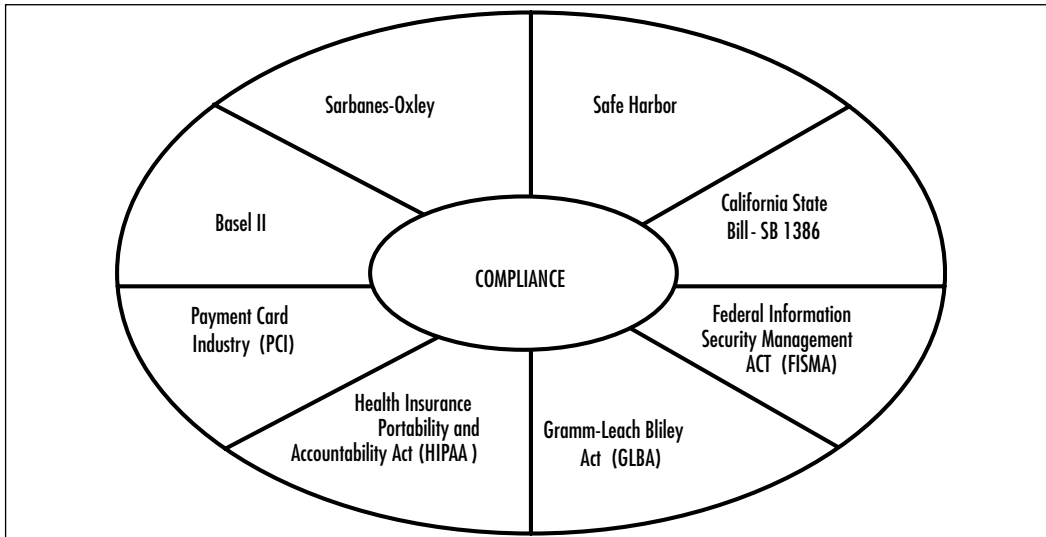 Sarbanes-Oxley
Safe Harbor
California State
Bill - SB 1386
Federal Information
Security Management
ACT (FISMA)
Gramm-Leach Bliley
Act (GLBA)
Health Insurance
Portability and
Accountability Act (HIPAA )
Payment Card
Industry (PCI)
Basel II
COMPLIANCE